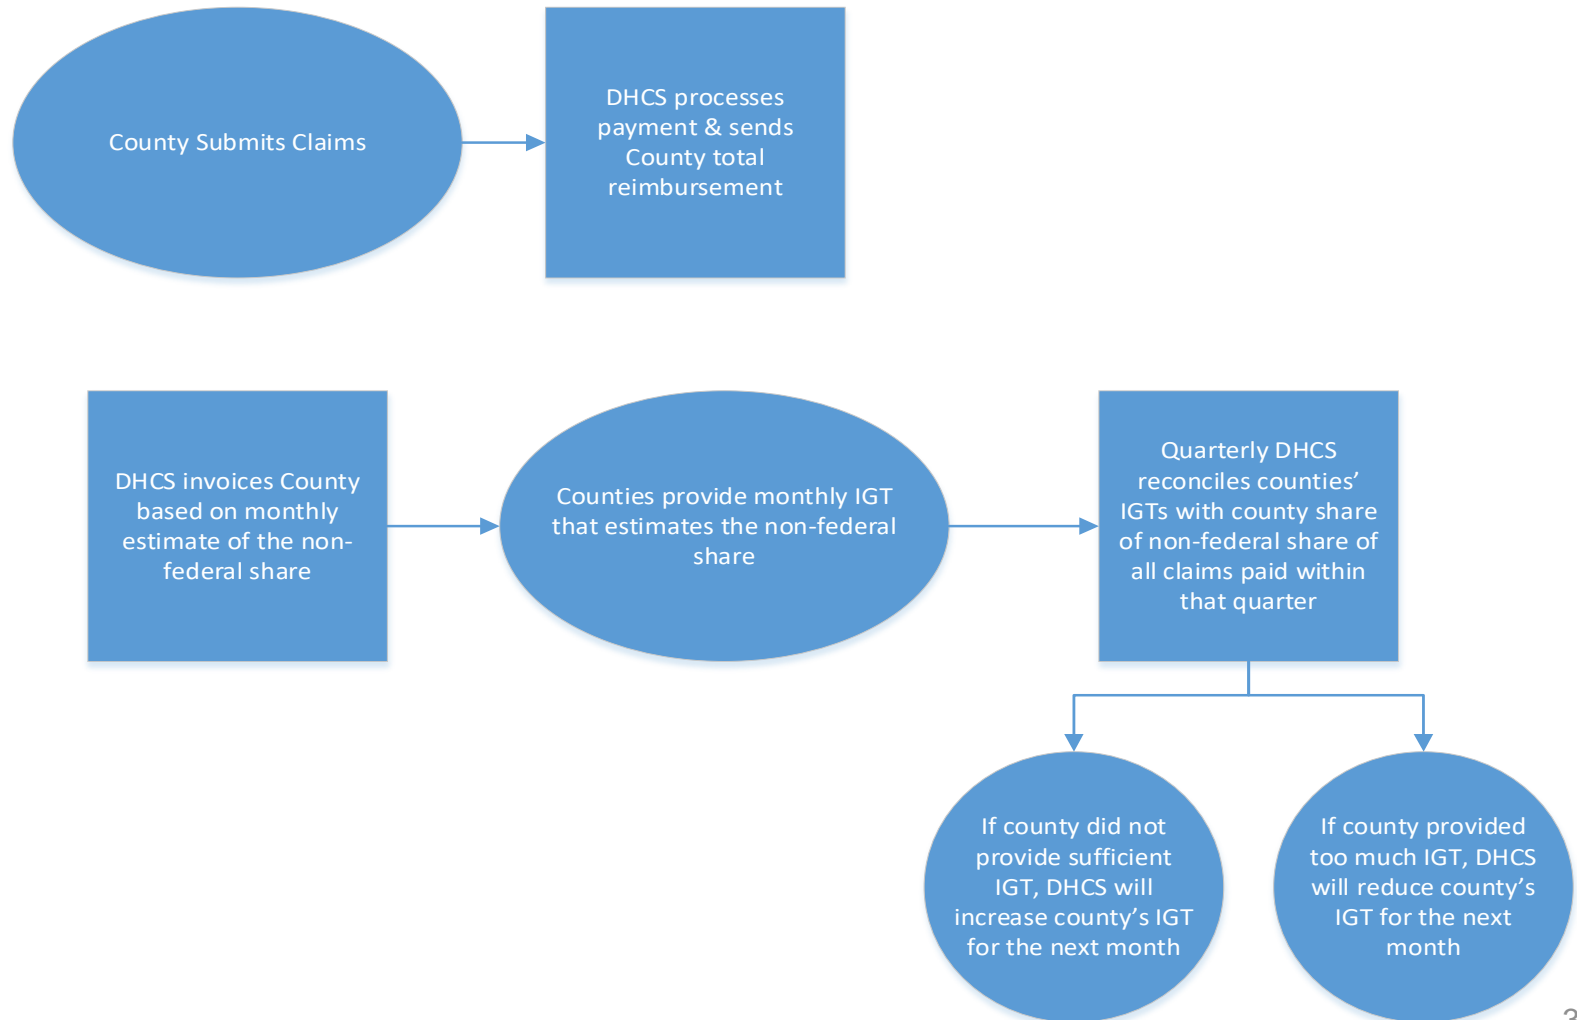 County Submits Claims
DHCS processes
payment & sends
County total
reimbursement
DHCS invoices County
based on monthly
estimate of the non-
federal share
Counties provide monthly IGT
that estimates the non-federal
share
Quarterly DHCS
reconciles counties’
IGTs with county share
of non-federal share of
all claims paid within
that quarter
If county did not
provide sufficient
IGT, DHCS will
increase county’s IGT
for the next month
If county provided
too much IGT, DHCS
will reduce county’s
IGT for the next
month